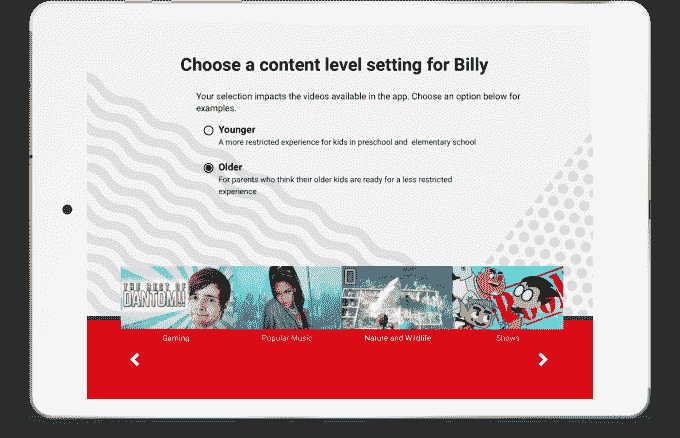 Choose a content level setting for Billy
Your selection impacts the videos available in the app. Choose an option below for
examples.
Younger
A more restricted experience for kids in preschool and elementary school
Older
For parents who think their older kids are ready for a less restricted
experience
THE BEST OF
DANTDM!!
Gaming
Popular Music
Nature and Wildlife
Shows